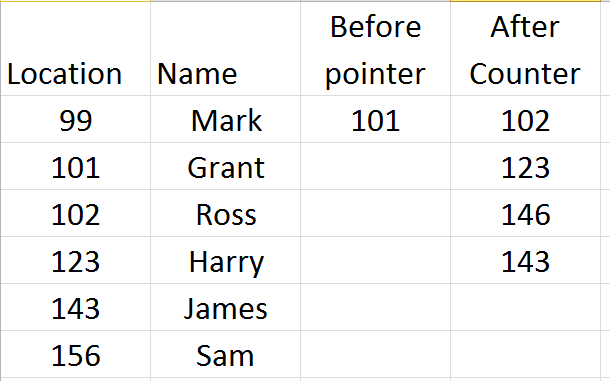 Location Name Before pointer After Counter
99 Mark 101 102
101 Grant 123
102 Ross 146
123 Harry 143
143 James
156 Sam